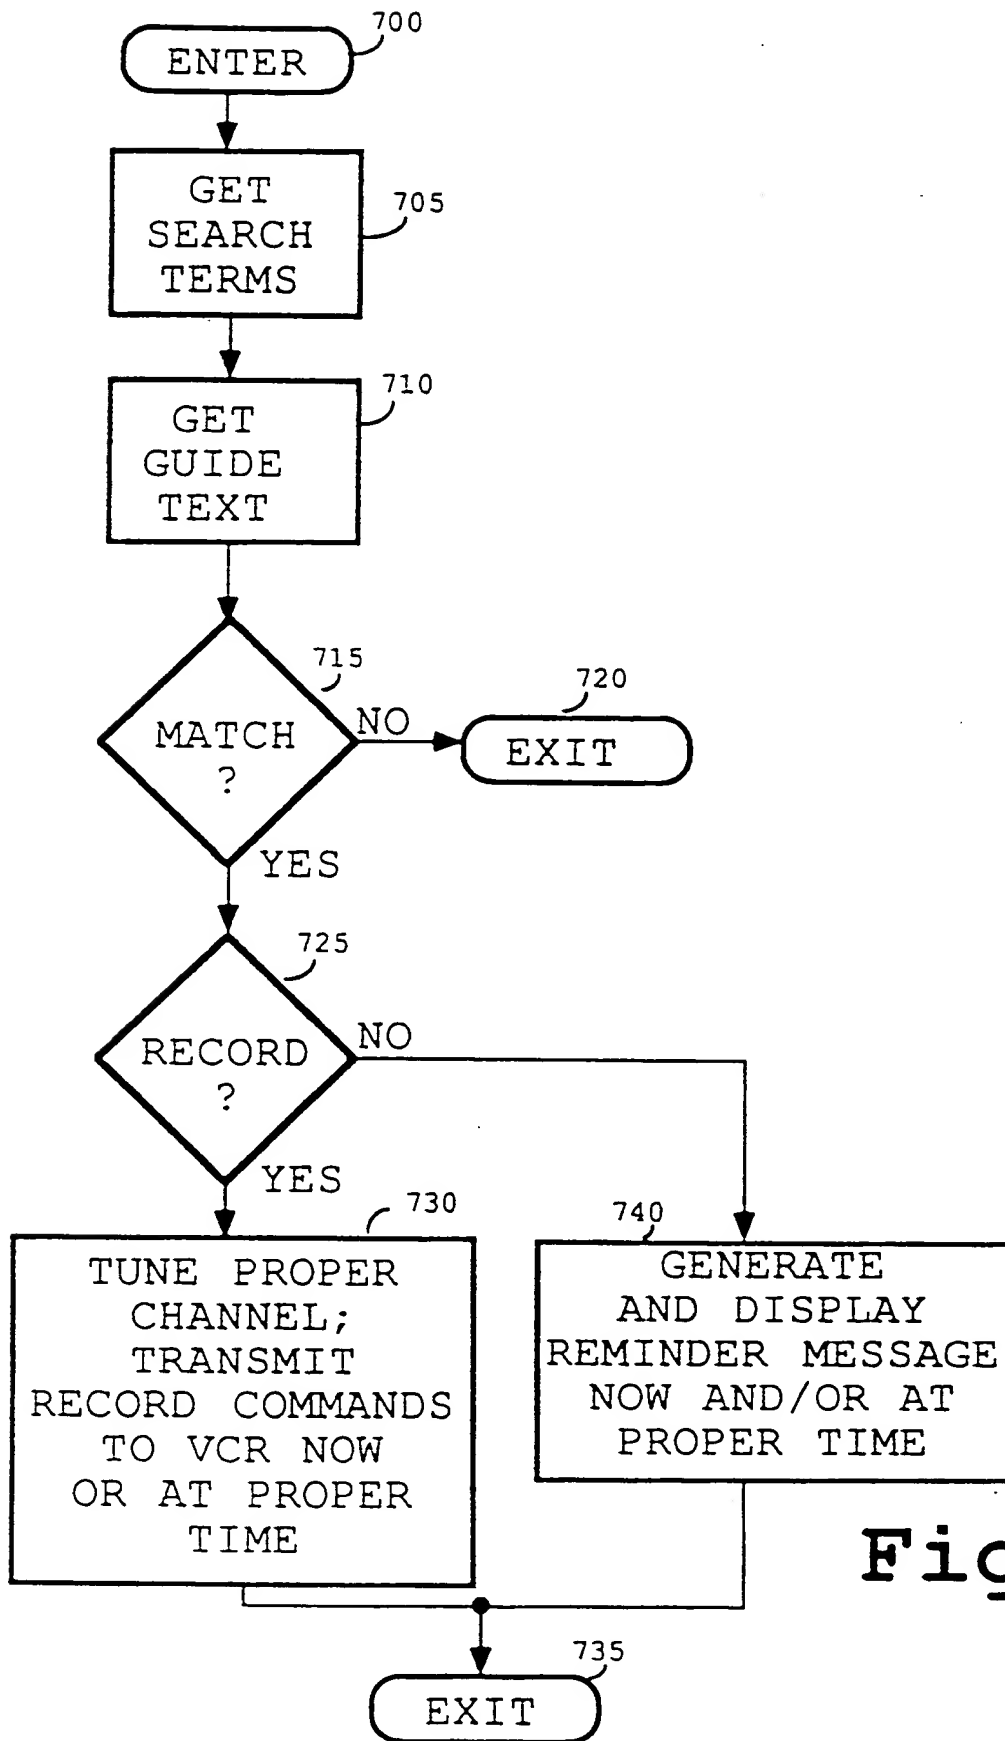 700
ENTER
GET
SEARCH
TERMS
705
GET
GUIDE
TEXT
710
MATCH
?
715
NO
720
EXIT
YES
725
RECORD
?
NO
YES
730
TUNE PROPER
CHANNEL;
TRANSMIT
RECORD COMMANDS
TO VCR NOW
OR AT PROPER
TIME
740
GENERATE
AND DISPLAY
REMINDER MESSAGE
NOW AND/OR AT
PROPER TIME
735
EXIT